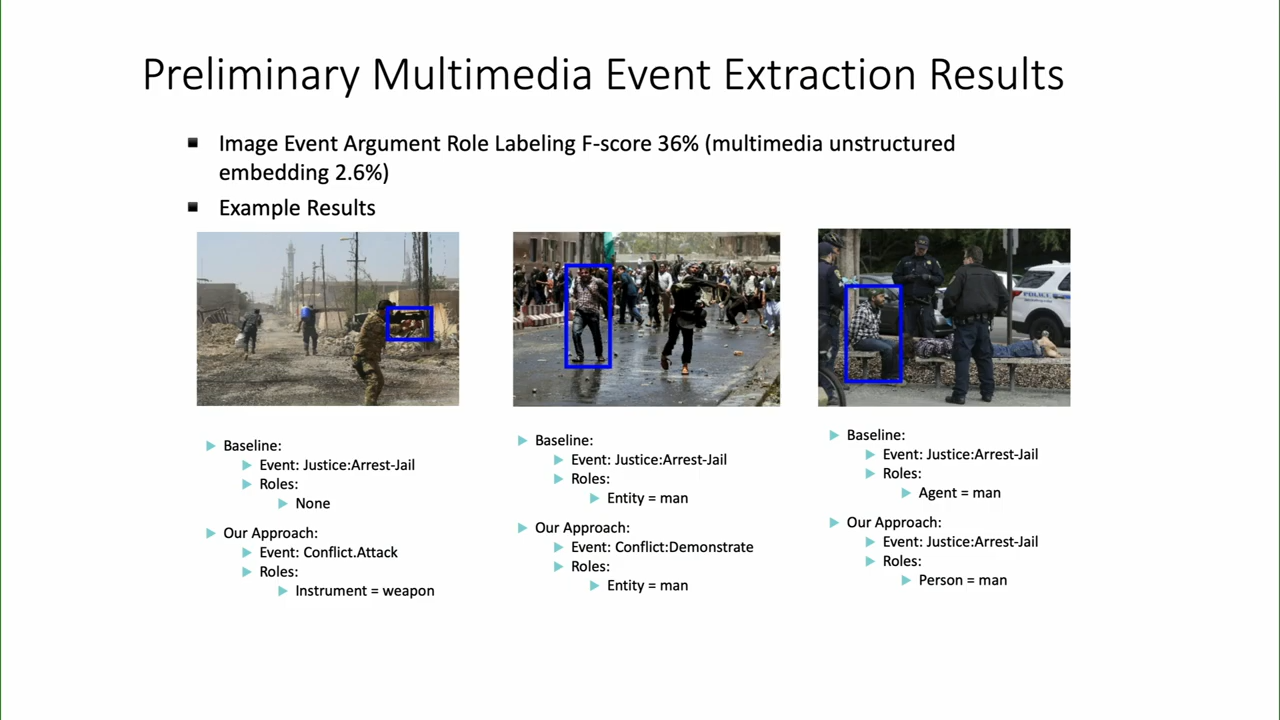 Preliminary Multimedia Event Extraction Results
Image Event Argument Role Labeling F-score 36% (multimedia unstructured
embedding 2.6%)
Example Results
POLICE
Baseline:
Event: Justice:Arrest-Jail
Roles:
None
Our Approach:
Event: Conflict.Attack
Roles:
Instrument = weapon
Baseline:
Event: Justice:Arrest-Jail
Roles:
Entity = man
Our Approach:
Event: Conflict:Demonstrate
Roles:
Entity = man
Baseline:
Event: Justice:Arrest-Jail
Roles:
Agent = man
Our Approach:
Event: Justice:Arrest-Jail
Roles:
Person = man